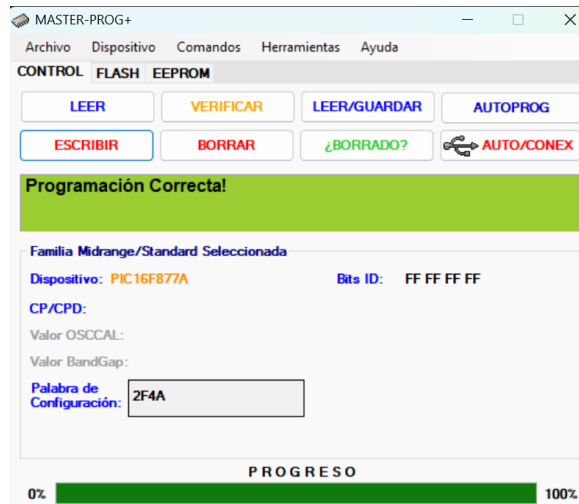 MASTER-PROG+
Archivo Dispositivo Comandos Herramientas Ayuda
CONTROL FLASH EEPROM
LEER VERIFICAR LEER/GUARDAR AUTOPROG
ESCRIBIR BORRAR ¿BORRADO? AUTO/CONEX
Programación Correcta!
Familia Midrange/Standard Seleccionada
Dispositivo: PIC16F877A Bits ID: FF FF FF FF
CP/CPD:
Valor OSCCAL:
Valor BandGap:
Palabra de
Configuración: 2F4A
PROGRESO
0% 100%